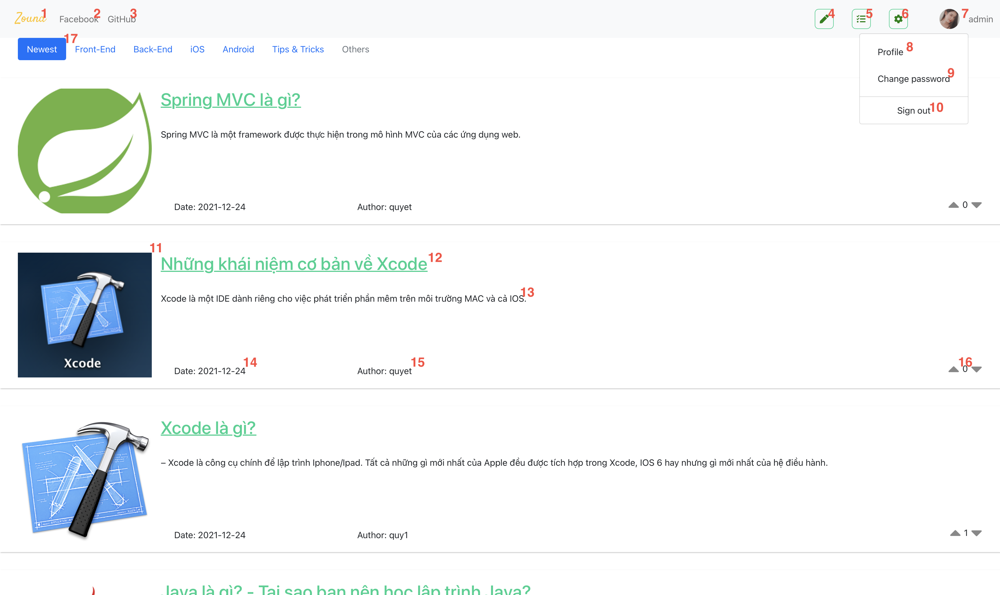 Zouna 1 Facebook 2 GitHub 3 4 5 6 7 admin
17
Newest Front-End Back-End iOS Android Tips & Tricks Others
Profile 8
Change password 9
Sign out 10
Spring MVC là gì?
Spring MVC là một framework được thực hiện trong mô hình MVC của các ứng dụng web.
Date: 2021-12-24 Author: quyet 0
11
Những khái niệm cơ bản về Xcode 12
Xcode là một IDE dành riêng cho việc phát triển phần mêm trên môi trường MAC và cả IOS. 13
Xcode
Date: 2021-12-24 14 Author: quyet 15 0 16
Xcode là gì?
– Xcode là công cụ chính để lập trình Iphone/Ipad. Tất cả những gì mới nhất của Apple đều được tích hợp trong Xcode, IOS 6 hay nhưng gì mới nhất của hệ điều hành.
Date: 2021-12-24 Author: quy1 1
Java là gì? - Tại sao bạn nên học lập trình Java?